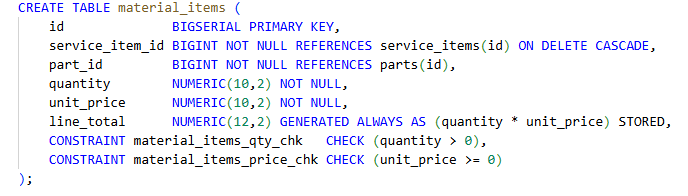 CREATE TABLE material_items (
    id              BIGSERIAL PRIMARY KEY,
    service_item_id BIGINT NOT NULL REFERENCES service_items(id) ON DELETE CASCADE,
    part_id         BIGINT NOT NULL REFERENCES parts(id),
    quantity        NUMERIC(10,2) NOT NULL,
    unit_price      NUMERIC(10,2) NOT NULL,
    line_total      NUMERIC(12,2) GENERATED ALWAYS AS (quantity * unit_price) STORED,
    CONSTRAINT material_items_qty_chk   CHECK (quantity > 0),
    CONSTRAINT material_items_price_chk CHECK (unit_price >= 0)
);